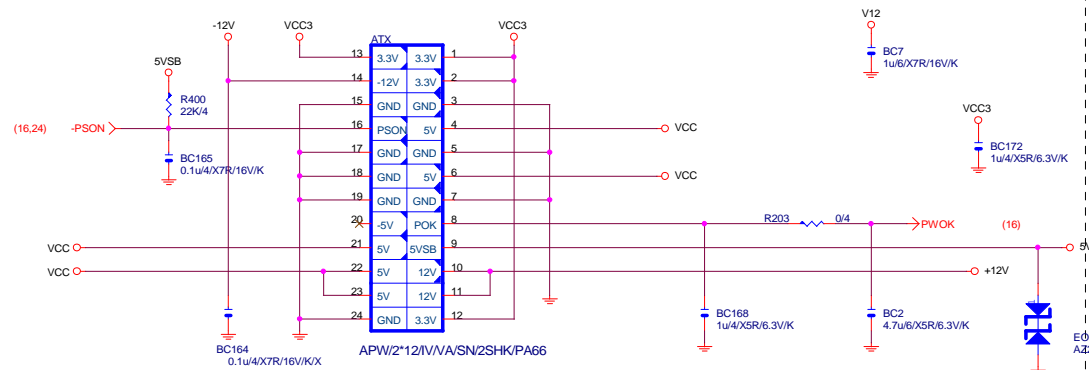 -12V
VCC3
ATX
VCC3
V12
13 3.3V 3.3V 1
BC7
1u/6/X7R/16V/K
5VSB
14 -12V 3.3V 2
R400
22K/4
15 GND GND 3
VCC3
(16,24) -PSON 16 PSON 5V 4 VCC
BC165
0.1u/4/X7R/16V/K
17 GND GND 5
BC172
1u/4/X5R/6.3V/K
18 GND 5V 6 VCC
19 GND GND 7
20 -5V POK 8 R203 0/4 PWOK (16)
VCC 21 5V 5VSB 9
VCC 22 5V 12V 10 +12V
23 5V 12V 11
24 GND 3.3V 12
BC168
1u/4/X5R/6.3V/K
BC2
4.7u/6/X5R/6.3V/K
BC164
0.1u/4/X7R/16V/K/X
APW/2*12/IV/VA/SN/2SHK/PA66